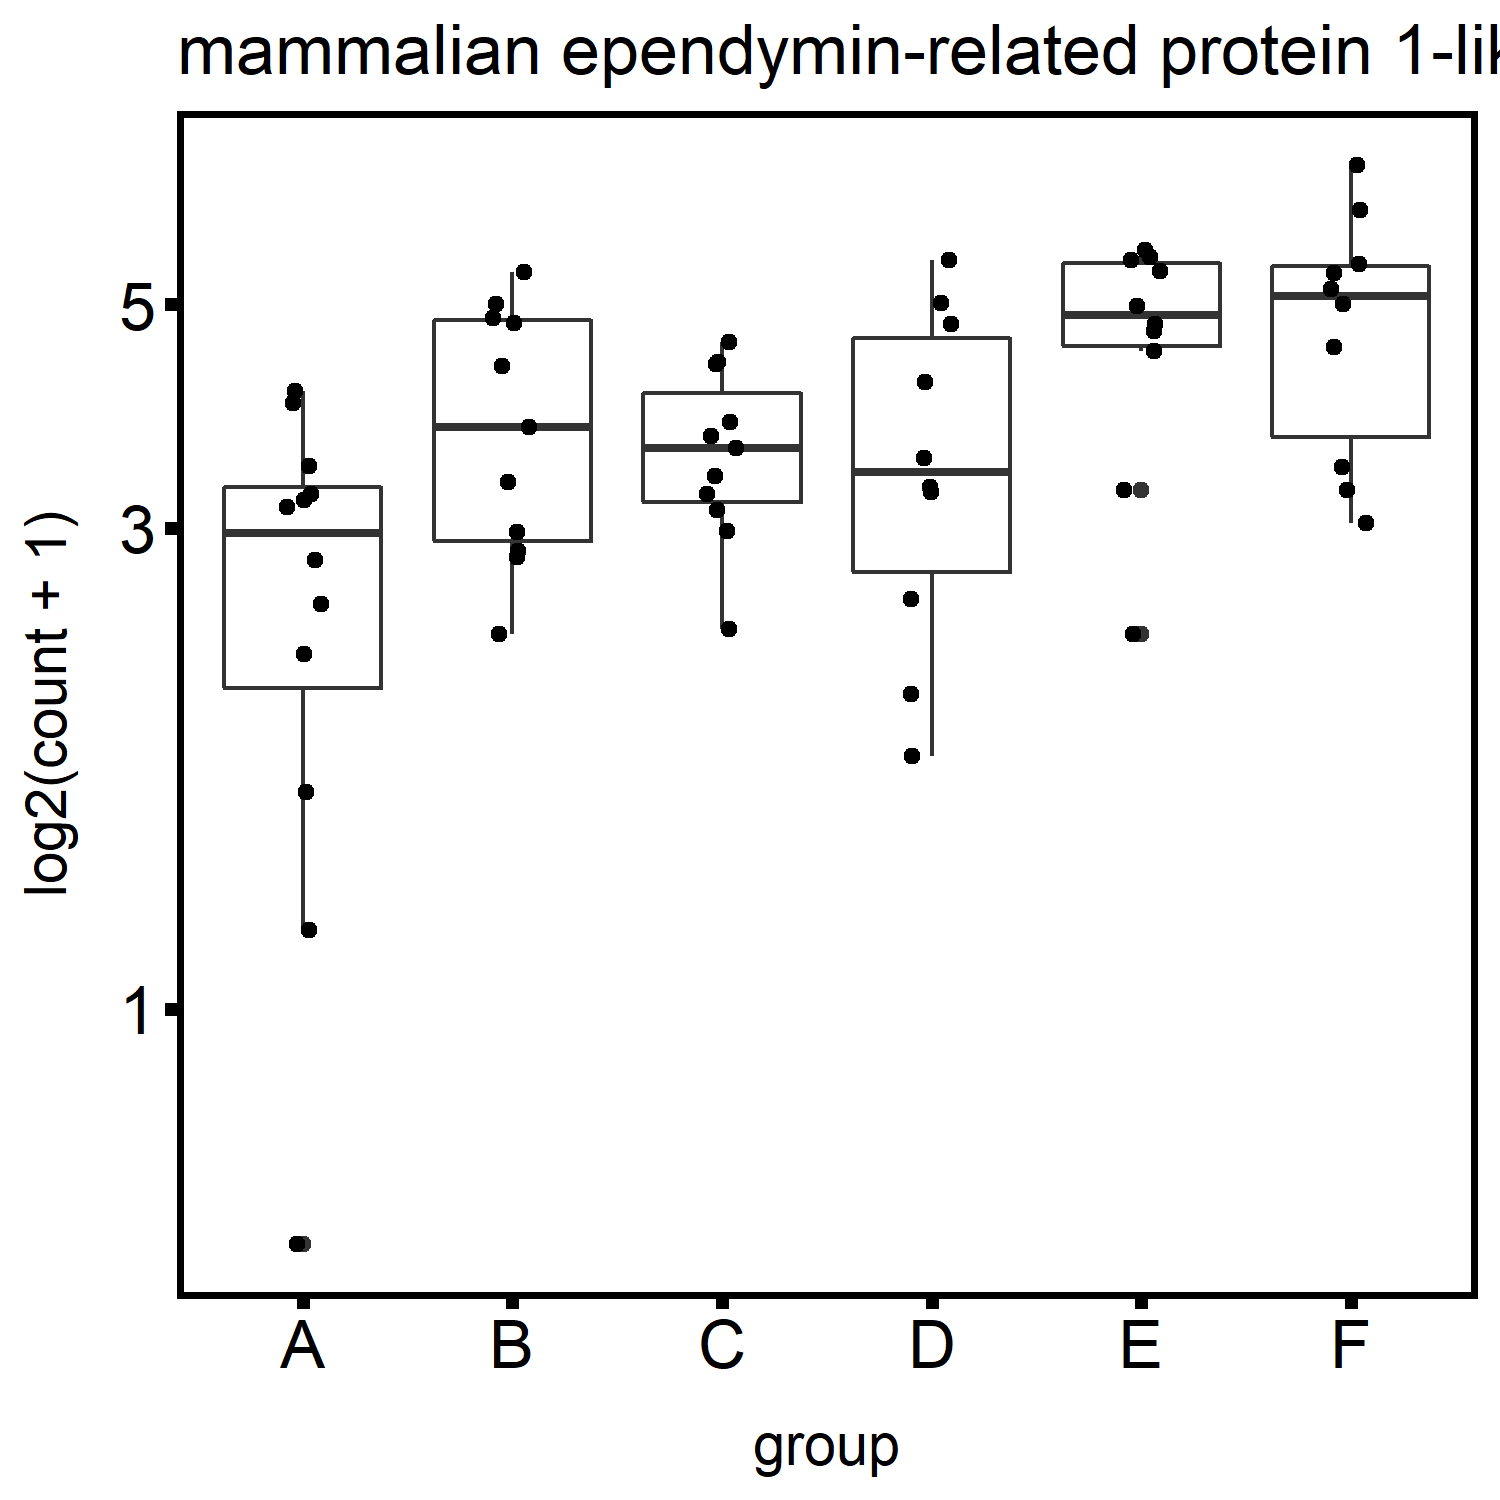 mammalian ependymin-related protein 1-lik
log2(count + 1)
5
3
1
A B C D E F
group